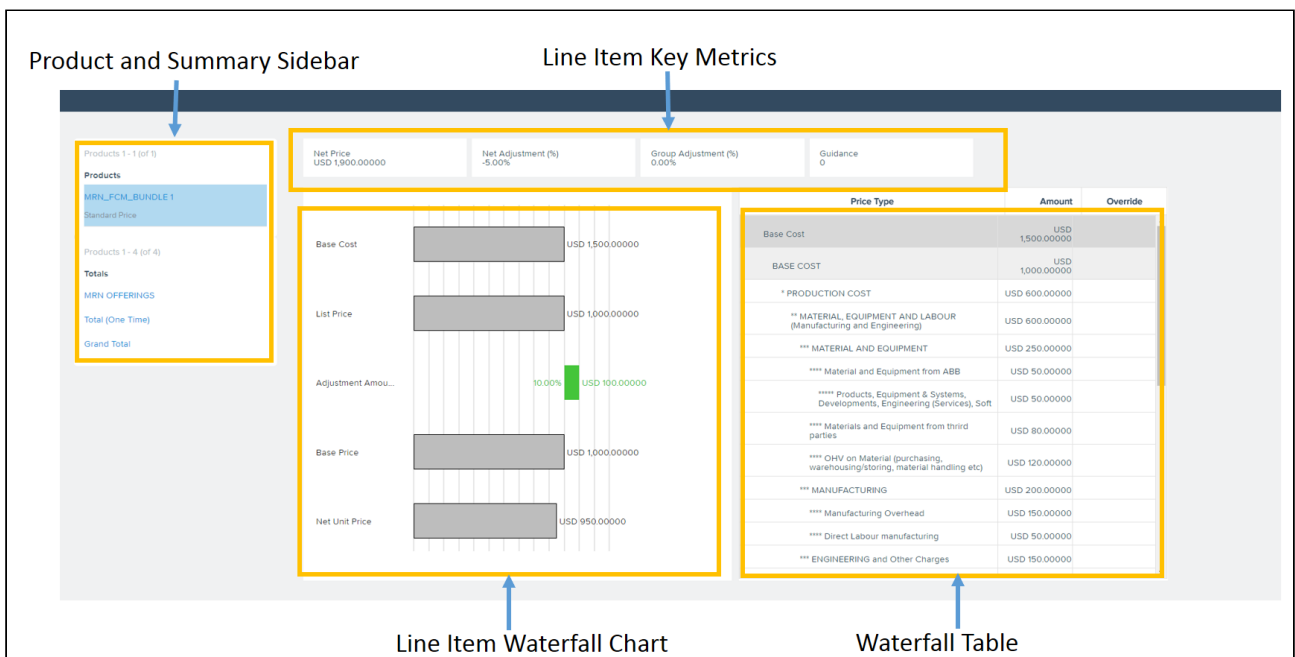 Product and Summary Sidebar
Line Item Key Metrics
Products 1 - 1 (of 1)
Products
MRN_FCM_BUNDLE 1
Standard Price
Products 1 - 4 (of 4)
Totals
MRN OFFERINGS
Total (One Time)
Grand Total
Net Price
USD 1,900.00000
Net Adjustment (%)
-5.00%
Group Adjustment (%)
0.00%
Guidance
0
Base Cost
USD 1,500.00000
List Price
USD 1,000.00000
Adjustment Amou...
10.00%
USD 100.00000
Base Price
USD 1,000.00000
Net Unit Price
USD 950.00000
Price Type
Amount
Override
Base Cost
USD
1,500.00000
BASE COST
USD
1,000.00000
* PRODUCTION COST
USD 600.00000
** MATERIAL, EQUIPMENT AND LABOUR
(Manufacturing and Engineering)
USD 600.00000
*** MATERIAL AND EQUIPMENT
USD 250.00000
**** Material and Equipment from ABB
USD 50.00000
***** Products, Equipment & Systems,
Developments, Engineering (Services), Soft
USD 50.00000
**** Materials and Equipment from thrird
parties
USD 80.00000
**** OHV on Material (purchasing,
warehousing/storing, material handling etc)
USD 120.00000
*** MANUFACTURING
USD 200.00000
**** Manufacturing Overhead
USD 150.00000
**** Direct Labour manufacturing
USD 50.00000
*** ENGINEERING and Other Charges
USD 150.00000
Line Item Waterfall Chart
Waterfall Table